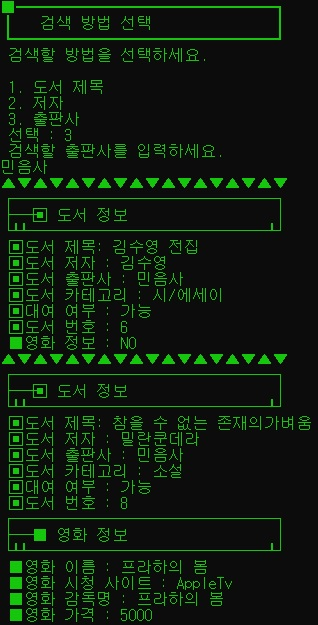 검색 방법 선택
검색할 방법을 선택하세요.
1. 도서 제목
2. 저자
3. 출판사
선택 : 3
검색할 출판사를 입력하세요.
민음사
▲▼▲▼▲▼▲▼▲▼▲▼▲▼▲▼▲▼
도서 정보
▣도서 제목: 김수영 전집
▣도서 저자 : 김수영
▣도서 출판사 : 민음사
▣도서 카테고리 : 시/에세이
▣대여 여부 : 가능
▣도서 번호 : 6
■영화 정보 : NO
▲▼▲▼▲▼▲▼▲▼▲▼▲▼▲▼▲▼
도서 정보
▣도서 제목: 참을 수 없는 존재의가벼움
▣도서 저자 : 밀란쿤데라
▣도서 출판사 : 민음사
▣도서 카테고리 : 소설
▣대여 여부 : 가능
▣도서 번호 : 8
영화 정보
■영화 이름 : 프라하의 봄
■영화 시청 사이트 : AppleTv
■영화 감독명 : 프라하의 봄
■영화 가격 : 5000